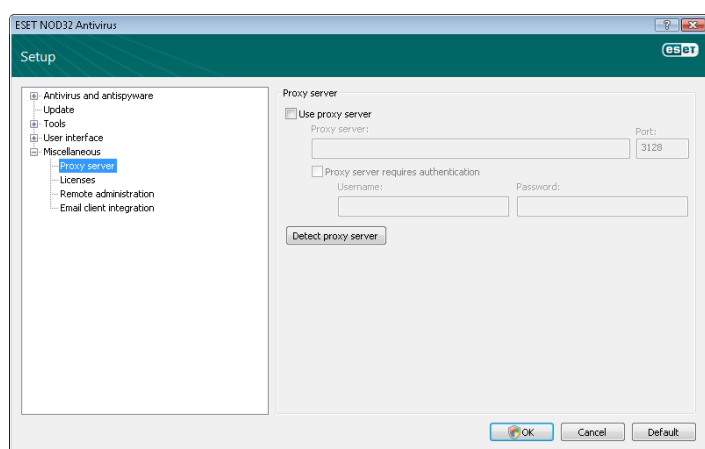 ESET NOD32 Antivirus
Setup
eset
Antivirus and antispyware
Update
Tools
User interface
Miscellaneous
Proxy server
Licenses
Remote administration
Email client integration
Proxy server
Use proxy server
Proxy server:
Port:
3128
Proxy server requires authentication
Username:
Password:
Detect proxy server
OK
Cancel
Default